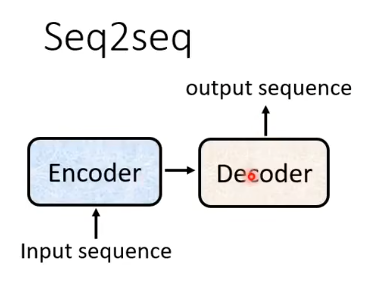 Seq2seq
output sequence
Encoder
Decoder
Input sequence